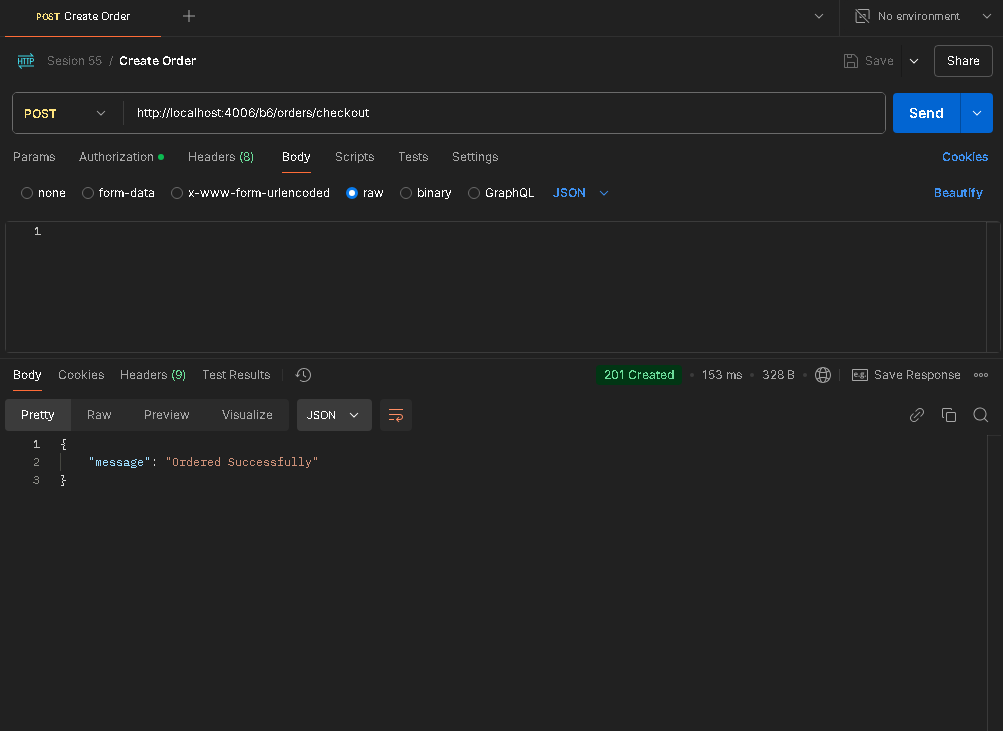 POST Create Order
No environment
HTTP Sesion 55 / Create Order Save Share
POST http://localhost:4006/b6/orders/checkout Send
Params Authorization Headers (8) Body Scripts Tests Settings Cookies
none form-data x-www-form-urlencoded raw binary GraphQL JSON Beautify
1
Body Cookies Headers (9) Test Results 201 Created 153 ms 328 B e.g. Save Response
Pretty Raw Preview Visualize JSON
1 {
2 "message": "Ordered Successfully"
3 }